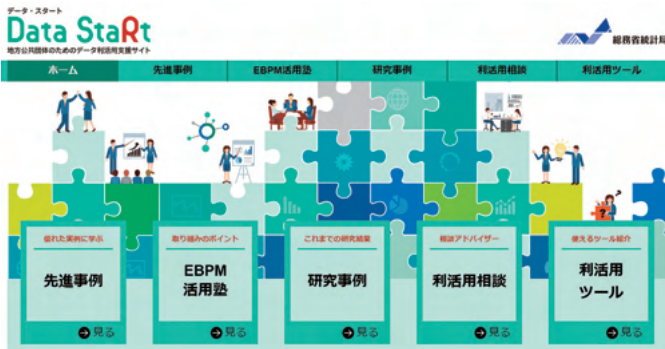 データ・スタート
Data StaRt
地方公共団体のためのデータ利活用支援サイト
総務省統計局
ホーム
先進事例
EBPM活用塾
研究事例
利活用相談
利活用ツール
優れた実例に学ぶ
先進事例
見る
取り組みのポイント
EBPM
活用塾
見る
これまでの研究結果
研究事例
見る
相談アドバイザー
利活用相談
見る
使えるツール紹介
利活用
ツール
見る